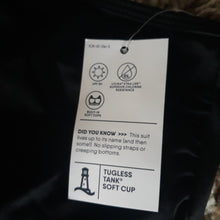 UPF 50+
LYCRA® XTRA LIFE™
SUPERIOR CHLORINE
RESISTANCE
BUILT-IN
SOFT CUPS
DID YOU KNOW >>> This suit
lives up to its name (and then
some!). No slipping straps or
creeping bottoms.
TUGLESS
TANK®
SOFT CUP